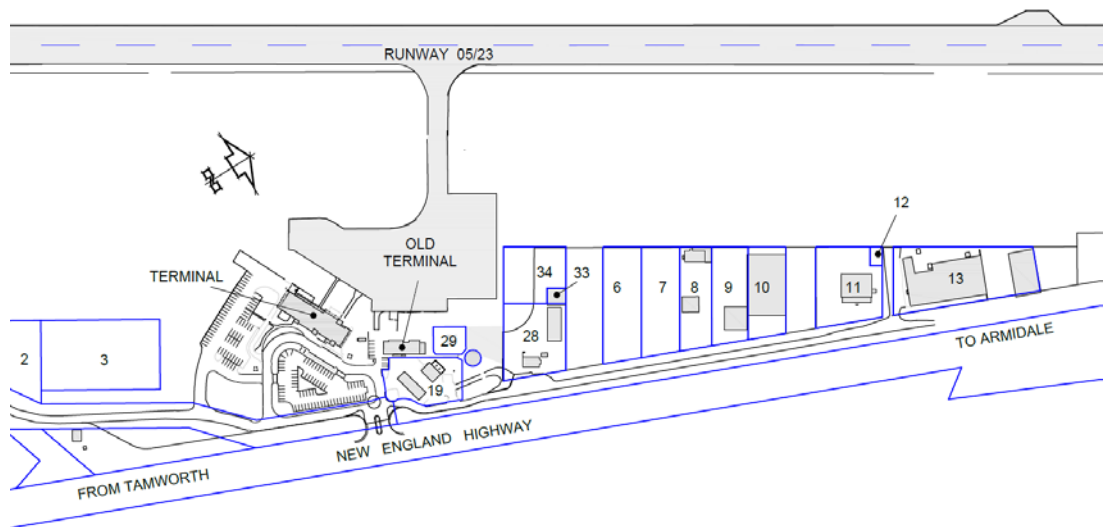 RUNWAY 05/23
12
OLD
TERMINAL
TERMINAL
34
33
6
7
8
9
10
11
13
2
3
29
28
19
TO ARMIDALE
NEW ENGLAND HIGHWAY
FROM TAMWORTH